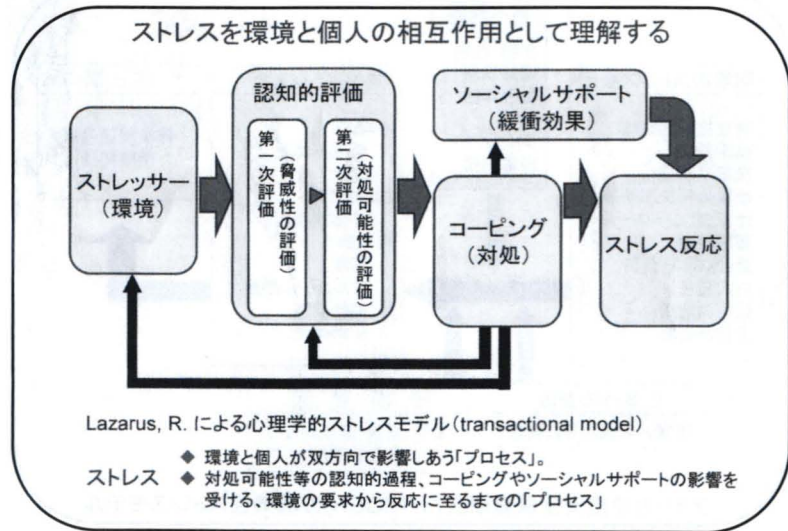 ストレスを環境と個人の相互作用として理解する
ストレッサー
（環境）
認知的評価
第一次評価
（脅威性の評価）
第二次評価
（対処可能性の評価）
ソーシャルサポート
（緩衝効果）
コーピング
（対処）
ストレス反応
Lazarus, R. による心理学的ストレスモデル（transactional model）
ストレス
◆ 環境と個人が双方向で影響しあう「プロセス」。
◆ 対処可能性等の認知的過程、コーピングやソーシャルサポートの影響を
受ける、環境の要求から反応に至るまでの「プロセス」